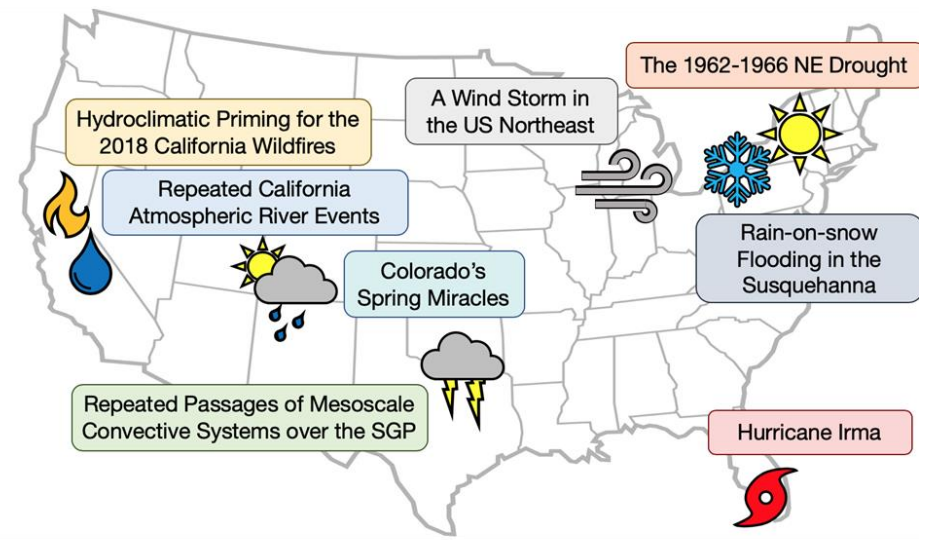 The 1962-1966 NE Drought
A Wind Storm in
the US Northeast
Hydroclimatic Priming for the
2018 California Wildfires
Repeated California
Atmospheric River Events
Rain-on-snow
Flooding in the
Susquehanna
Colorado’s
Spring Miracles
Repeated Passages of Mesoscale
Convective Systems over the SGP
Hurricane Irma